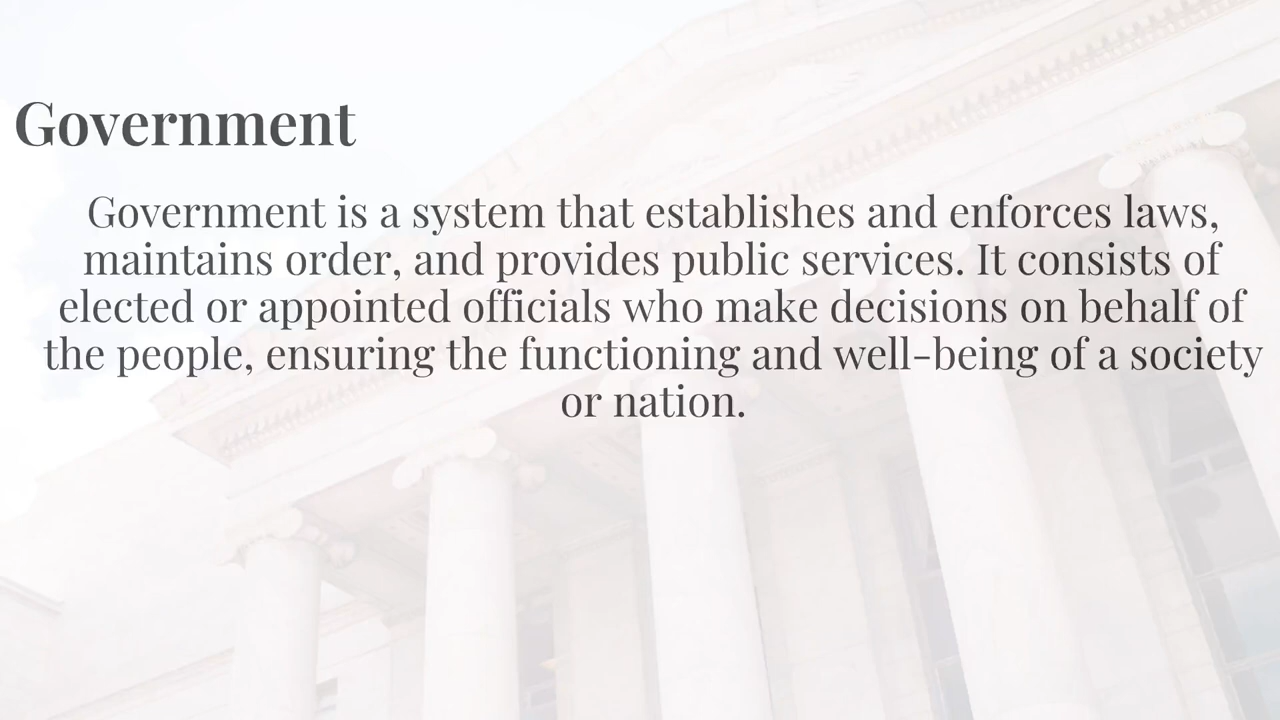 Government
Government is a system that establishes and enforces laws,
maintains order, and provides public services. It consists of
elected or appointed officials who make decisions on behalf of
the people, ensuring the functioning and well-being of a society
or nation.